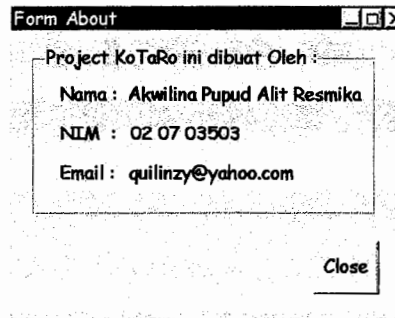 Form About
Project KoTaRo ini dibuat Oleh :
Nama : Akwilina Pupud Alit Resmika
NIM : 02 07 03503
Email : quilinzy@yahoo.com
Close